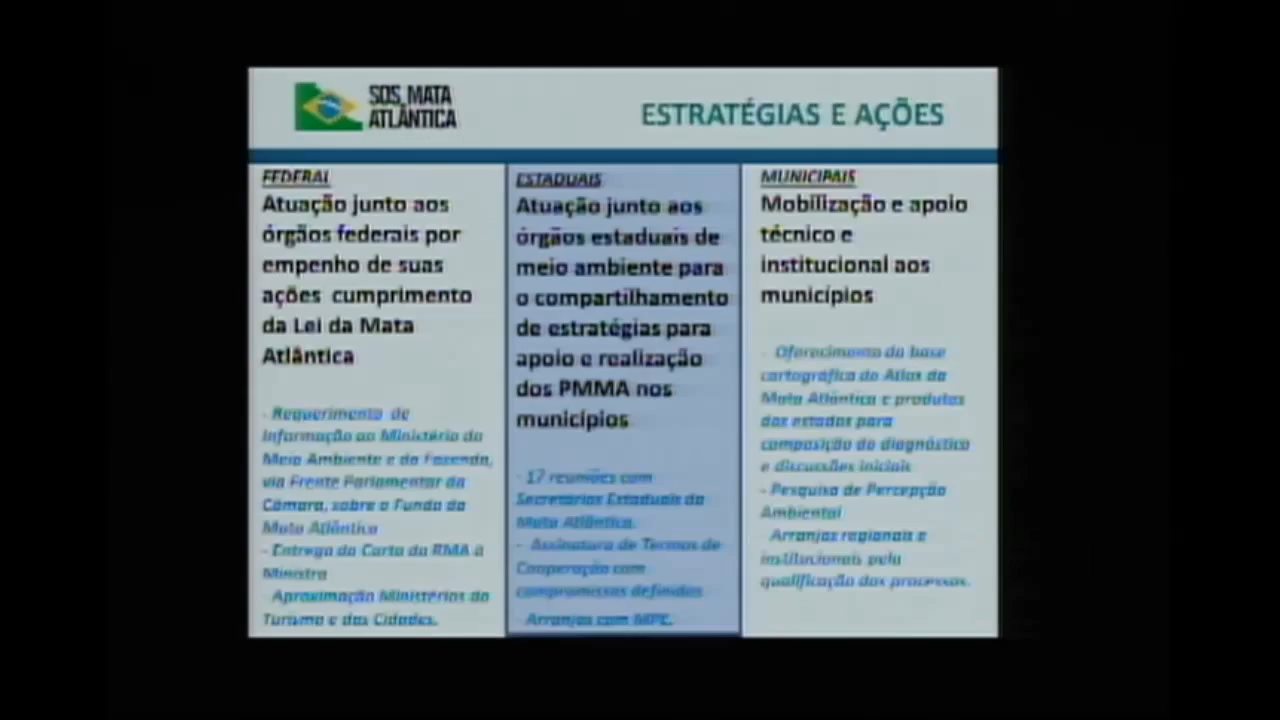 SOS MATA
ATLÂNTICA
ESTRATÉGIAS E AÇÕES
FEDERAL
Atuação junto aos
órgãos federais por
empenho de suas
ações cumprimento
da Lei da Mata
Atlântica
- Requerimento de
Informação ao Ministério do
Meio Ambiente e da Fazenda,
via Frente Parlamentar da
Câmara, sobre o Fundo da
Mata Atlântica
- Entrega da Carta da RMA à
Ministra
- Aproximação Ministérios do
Turismo e das Cidades.
ESTADUAIS
Atuação junto aos
órgãos estaduais de
meio ambiente para
o compartilhamento
de estratégias para
apoio e realização
dos PMMA nos
municípios
- 17 reuniões com
Secretarias Estaduais da
Mata Atlântica.
- Assinatura de Termos de
Cooperação com
compromissos definidos
- Arranjos com MPE.
MUNICIPAIS
Mobilização e apoio
técnico e
institucional aos
municípios
- Oferecimento da base
cartográfica do Atlas da
Mata Atlântica e produtos
dos estados para
composição do diagnóstico
e discussões iniciais
- Pesquisa de Percepção
Ambiental
Arranjos regionais e
institucionais pela
qualificação dos processos.